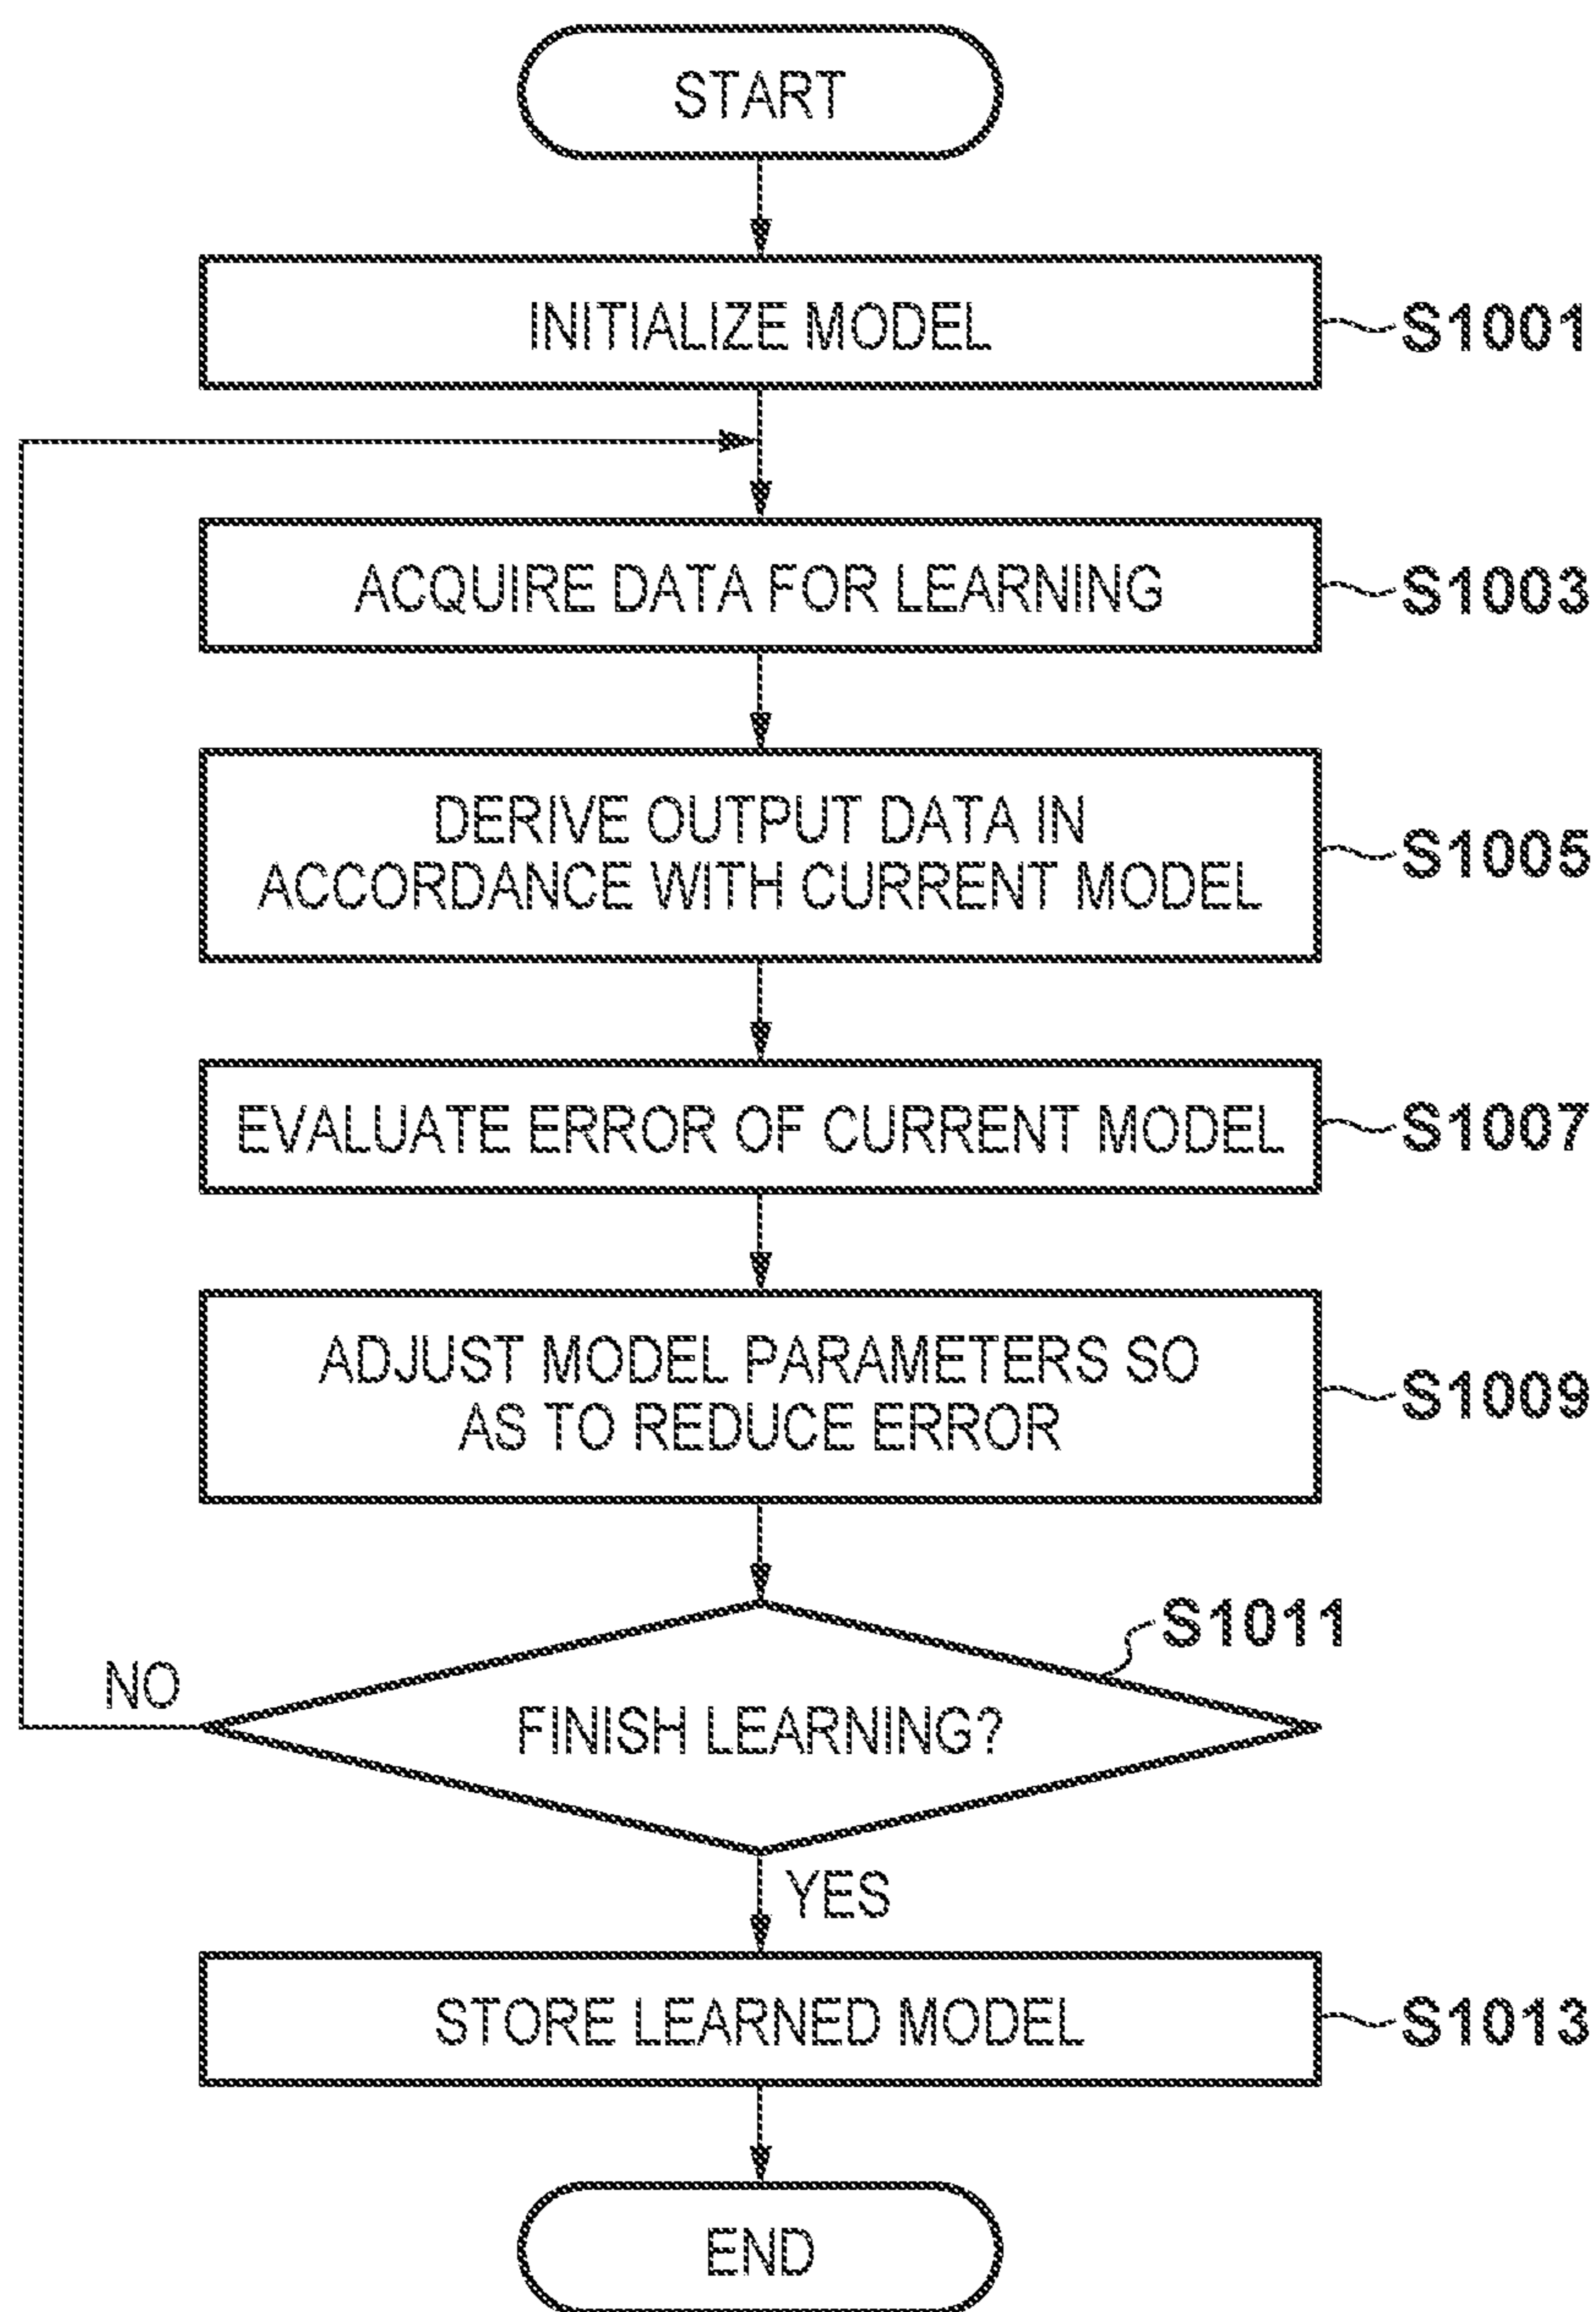 START
INITIALIZE MODEL
S1001
ACQUIRE DATA FOR LEARNING
S1003
DERIVE OUTPUT DATA IN
ACCORDANCE WITH CURRENT MODEL
S1005
EVALUATE ERROR OF CURRENT MODEL
S1007
ADJUST MODEL PARAMETERS SO
AS TO REDUCE ERROR
S1009
S1011
NO
FINISH LEARNING?
YES
STORE LEARNED MODEL
S1013
END